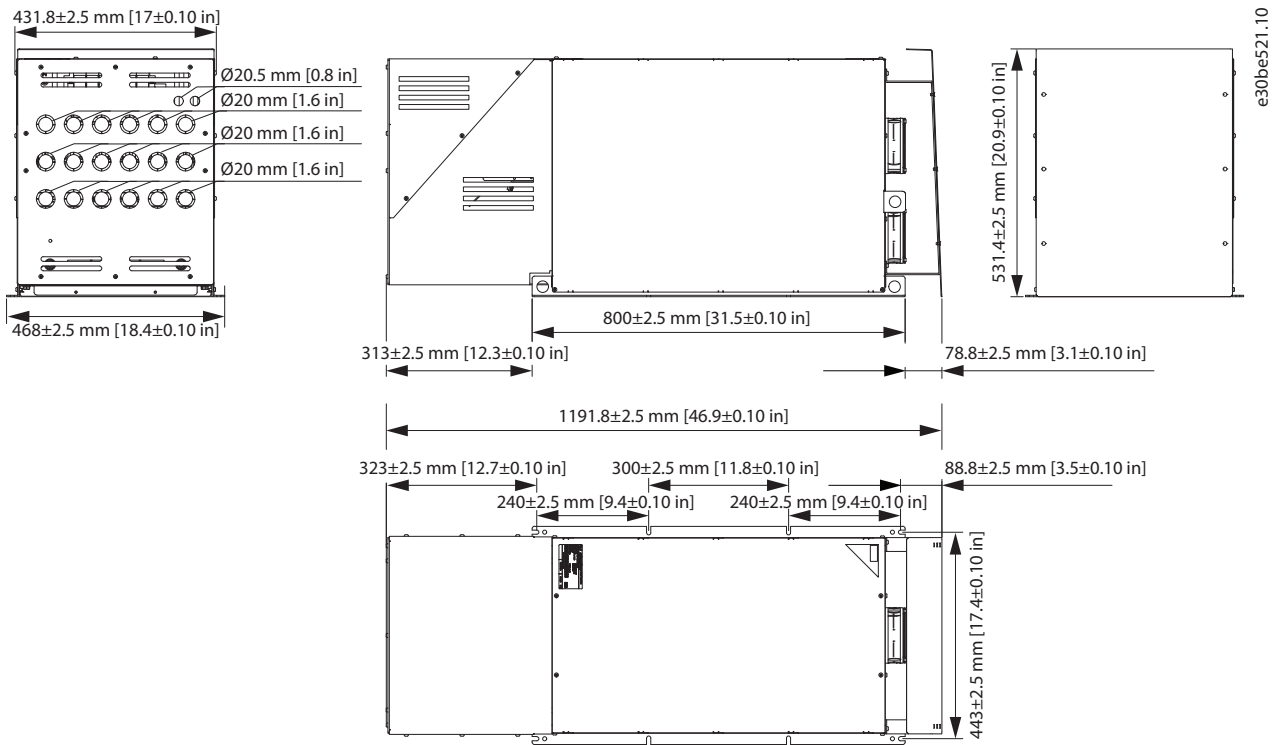 431.8±2.5 mm [17±0.10 in]
Ø20.5 mm [0.8 in]
Ø20 mm [1.6 in]
Ø20 mm [1.6 in]
Ø20 mm [1.6 in]
468±2.5 mm [18.4±0.10 in]
800±2.5 mm [31.5±0.10 in]
313±2.5 mm [12.3±0.10 in]
78.8±2.5 mm [3.1±0.10 in]
531.4±2.5 mm [20.9±0.10 in]
e30be521.10
1191.8±2.5 mm [46.9±0.10 in]
323±2.5 mm [12.7±0.10 in]
300±2.5 mm [11.8±0.10 in]
88.8±2.5 mm [3.5±0.10 in]
240±2.5 mm [9.4±0.10 in]
240±2.5 mm [9.4±0.10 in]
443±2.5 mm [17.4±0.10 in]